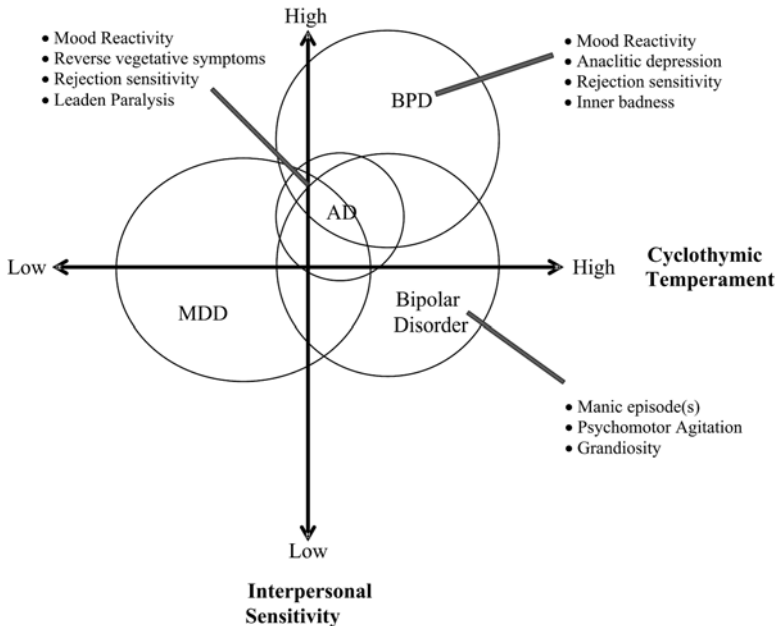 High
• Mood Reactivity
• Reverse vegetative symptoms
• Rejection sensitivity
• Leaden Paralysis
• Mood Reactivity
• Anaclitic depression
• Rejection sensitivity
• Inner badness
BPD
AD
Low
High
Cyclothymic
Temperament
MDD
Bipolar
Disorder
• Manic episode(s)
• Psychomotor Agitation
• Grandiosity
Low
Interpersonal
Sensitivity